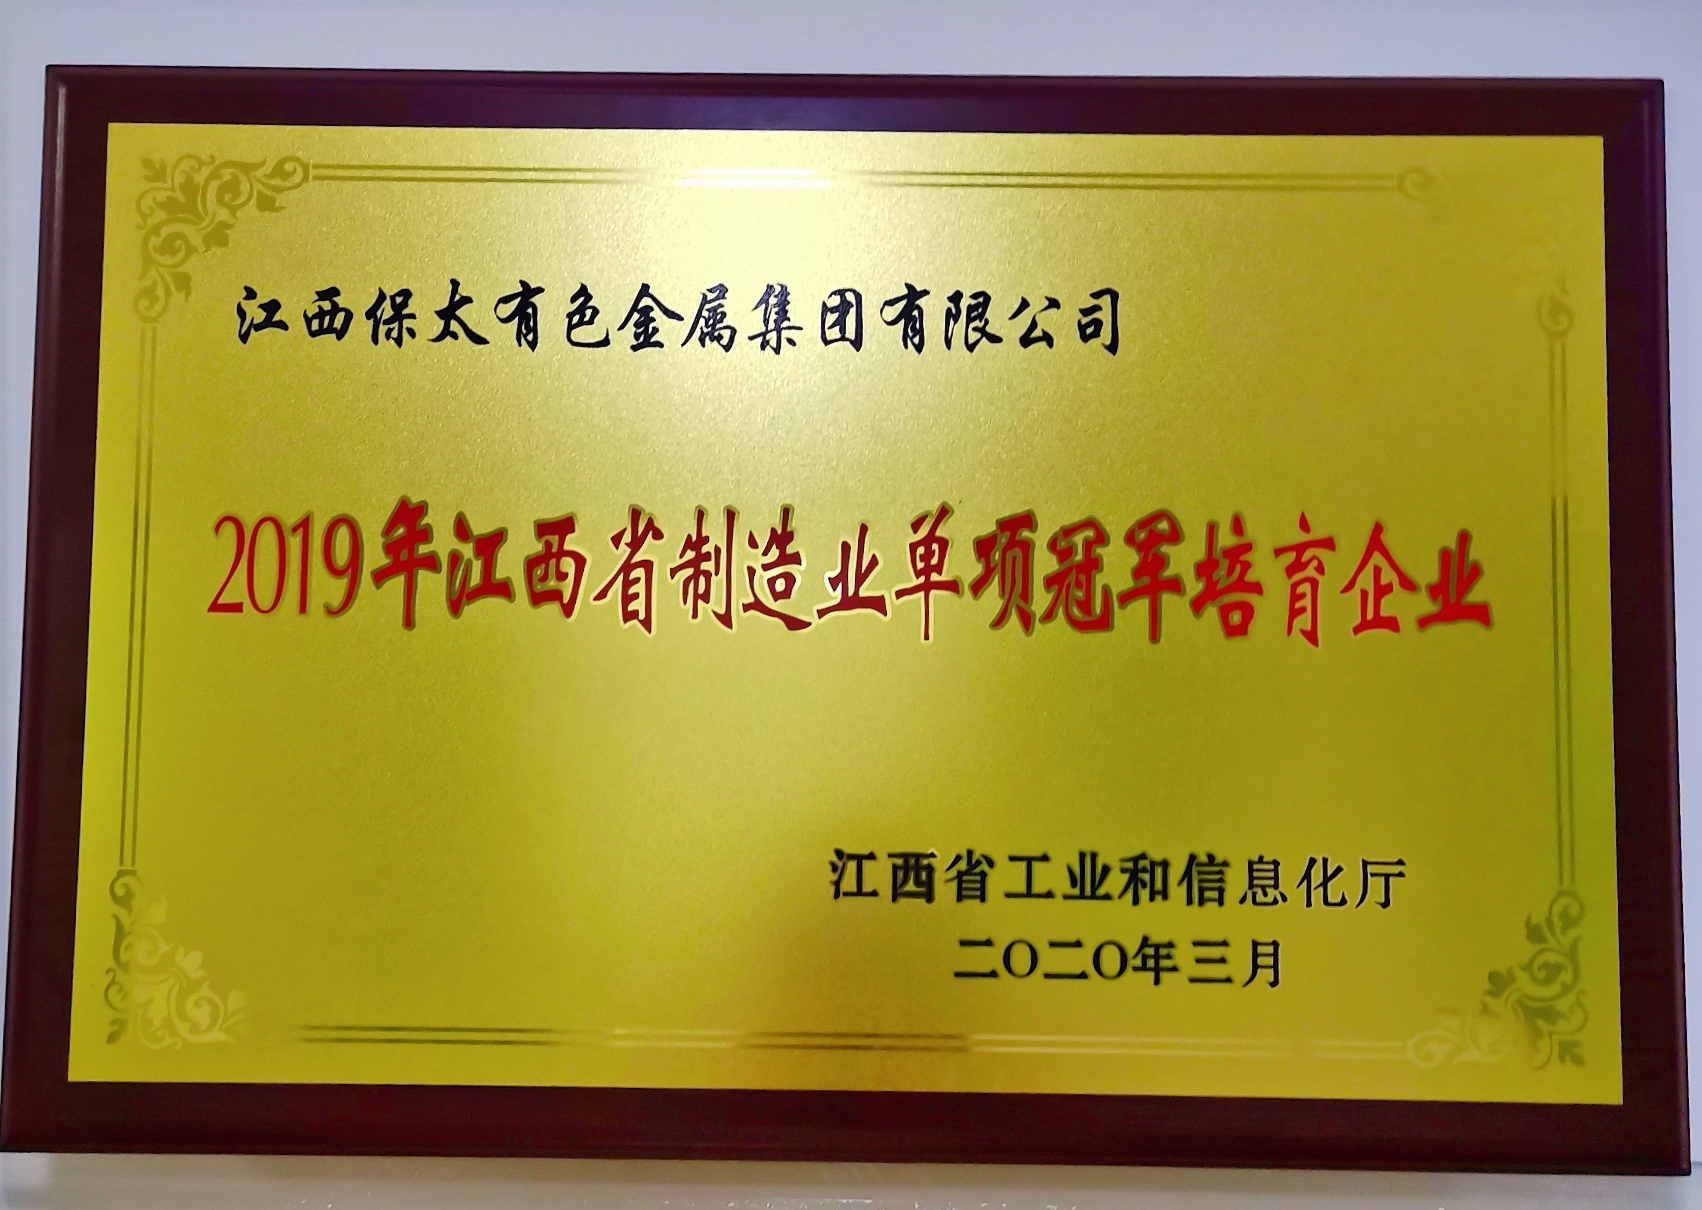 江西保太有色金属集团有限公司
2019年江西省制造业单项冠军培育企业
江西省工业和信息化厅
二〇二〇年三月